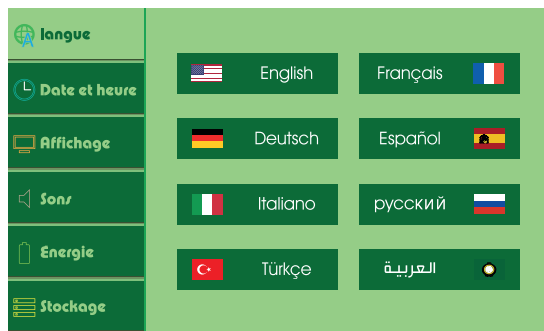 langue
Date et heure
Affichage
Sons
Energie
Stockage
English
Français
Deutsch
Español
Italiano
русский
Türkçe
العربية